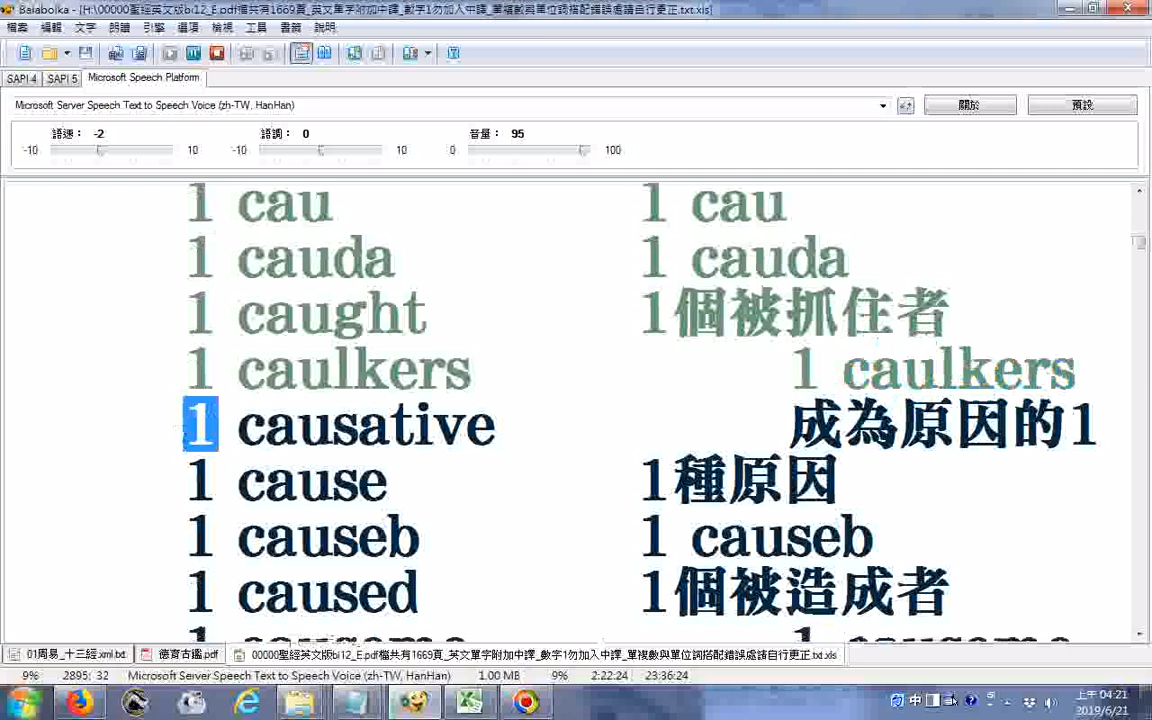 Balabolka - [H:\00000聖經英文版bi12_E.pdf檔共有1669頁_英文單字附加中譯_數字1勿加入中譯_單複數與單位詞搭配錯誤處請自行更正.txt.xls]
檔案 編輯 文字 朗讀 引擎 選項 檢視 工具 書籤 說明
SAPI 4 SAPI 5 Microsoft Speech Platform
Microsoft Server Speech Text to Speech Voice (zh-TW, HanHan) 關於 預設
語速： -2 語調： 0 音量： 95
-10 10 -10 10 0 100
1 cau 1 cau
1 cauda 1 cauda
1 caught 1個被抓住者
1 caulkers 1 caulkers
1 causative 成為原因的1
1 cause 1種原因
1 causeb 1 causeb
1 caused 1個被造成者
01周易_十三經.xml.txt 德育古鑑.pdf 00000聖經英文版bi12_E.pdf檔共有1669頁_英文單字附加中譯_數字1勿加入中譯_單複數與單位詞搭配錯誤處請自行更正.txt.xls
9% 2895: 32 Microsoft Server Speech Text to Speech Voice (zh-TW, HanHan) 1.00 MB 9% 2:22:24 23:36:24
中 上午 04:21
2019/6/21